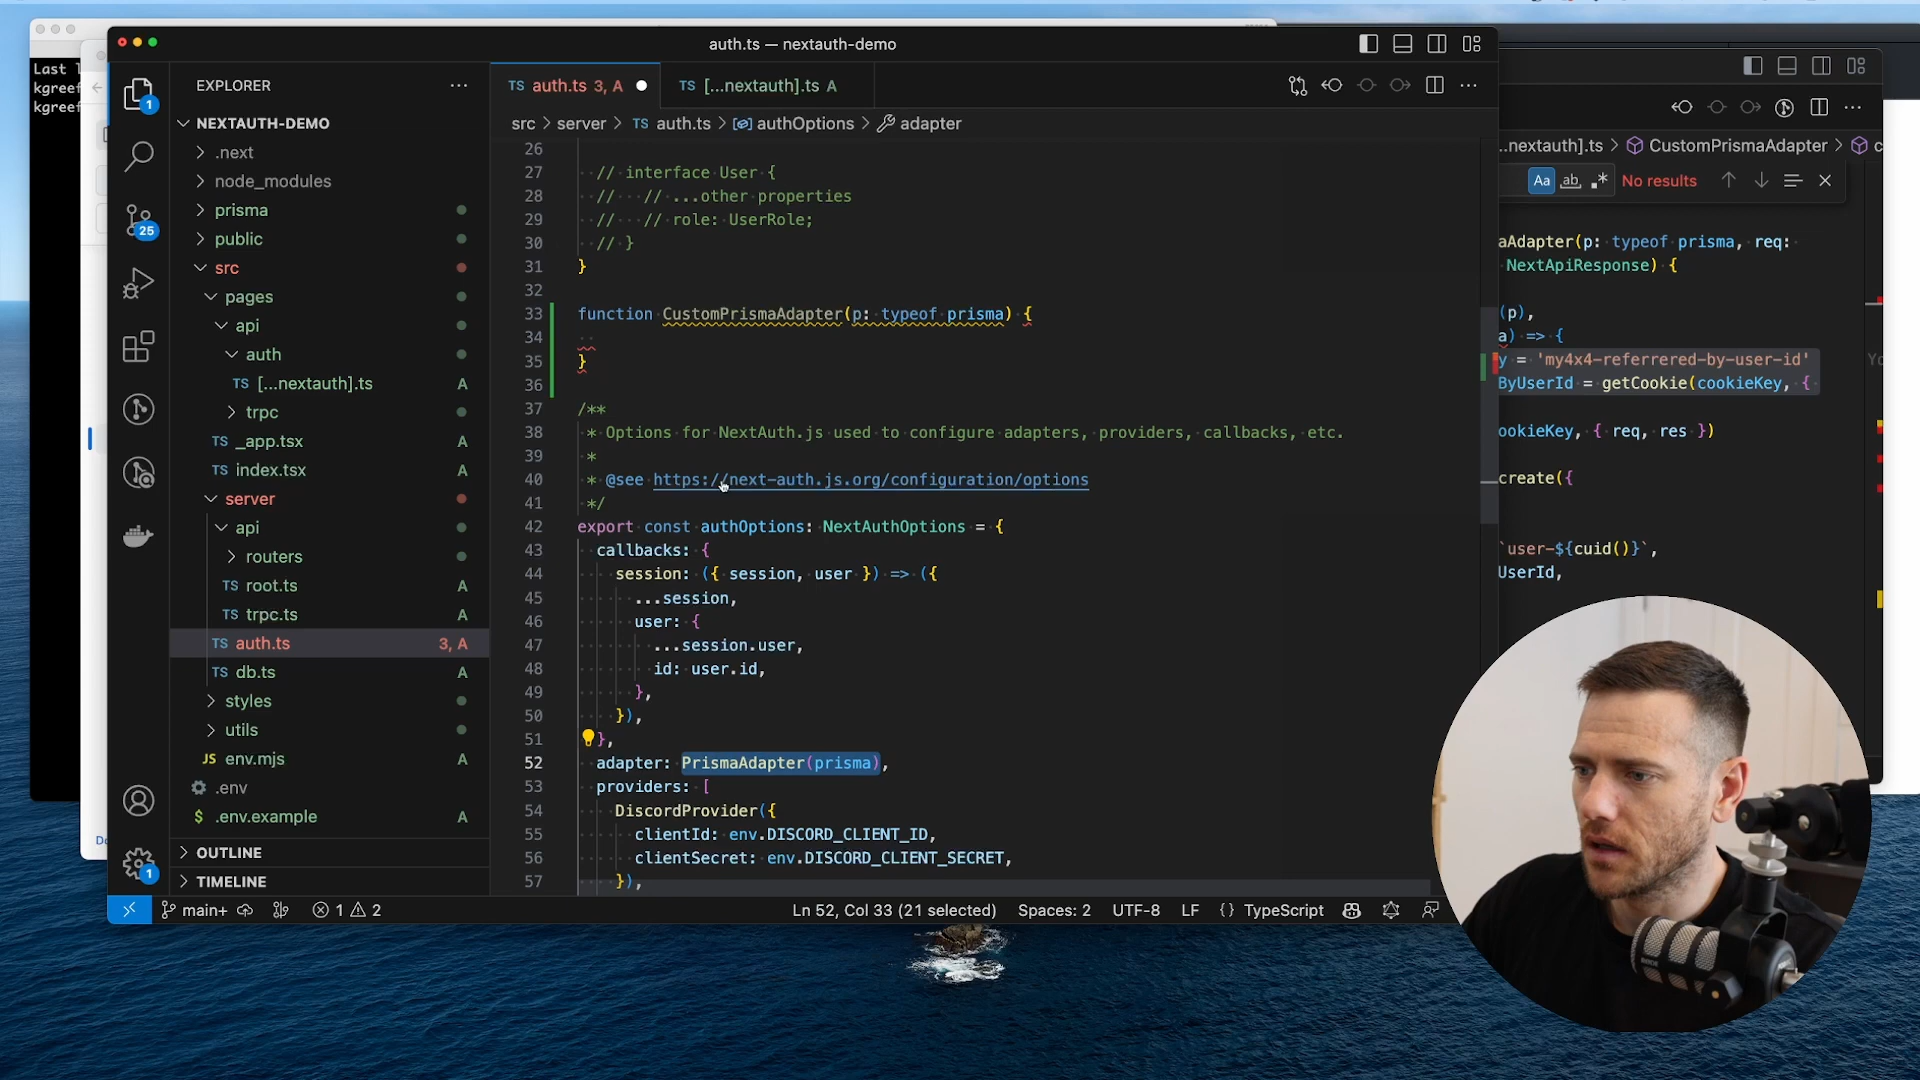 auth.ts — nextauth-demo
Last l
kgreef
kgreef
EXPLORER
TS auth.ts 3, A
TS [...nextauth].ts A
src > server > TS auth.ts > authOptions > adapter
NEXTAUTH-DEMO
.next
node_modules
prisma
public
src
pages
api
auth
TS [...nextauth].ts A
trpc
TS _app.tsx A
TS index.tsx A
server
api
routers
TS root.ts A
TS trpc.ts A
TS auth.ts 3, A
TS db.ts A
styles
utils
JS env.mjs A
.env
$ .env.example A
OUTLINE
TIMELINE
1
25
1
26
27 // interface User {
28 // // ...other properties
29 // // role: UserRole;
30 // }
31 }
32
33 function CustomPrismaAdapter(p: typeof prisma) {
34
35 }
36
37 /**
38 * Options for NextAuth.js used to configure adapters, providers, callbacks, etc.
39 *
40 * @see https://next-auth.js.org/configuration/options
41 */
42 export const authOptions: NextAuthOptions = {
43 callbacks: {
44 session: ({ session, user }) => ({
45 ...session,
46 user: {
47 ...session.user,
48 id: user.id,
49 },
50 }),
51 },
52 adapter: PrismaAdapter(prisma),
53 providers: [
54 DiscordProvider({
55 clientId: env.DISCORD_CLIENT_ID,
56 clientSecret: env.DISCORD_CLIENT_SECRET,
57 }),
main+ 1 2 Ln 52, Col 33 (21 selected) Spaces: 2 UTF-8 LF {} TypeScript
..nextauth].ts > CustomPrismaAdapter > c
Aa ab No results
aAdapter(p: typeof prisma, req:
NextApiResponse) {
(p),
a) => {
y = 'my4x4-referrered-by-user-id'
ByUserId = getCookie(cookieKey, {
ookieKey, { req, res })
create({
`user-${cuid()}`,
UserId,